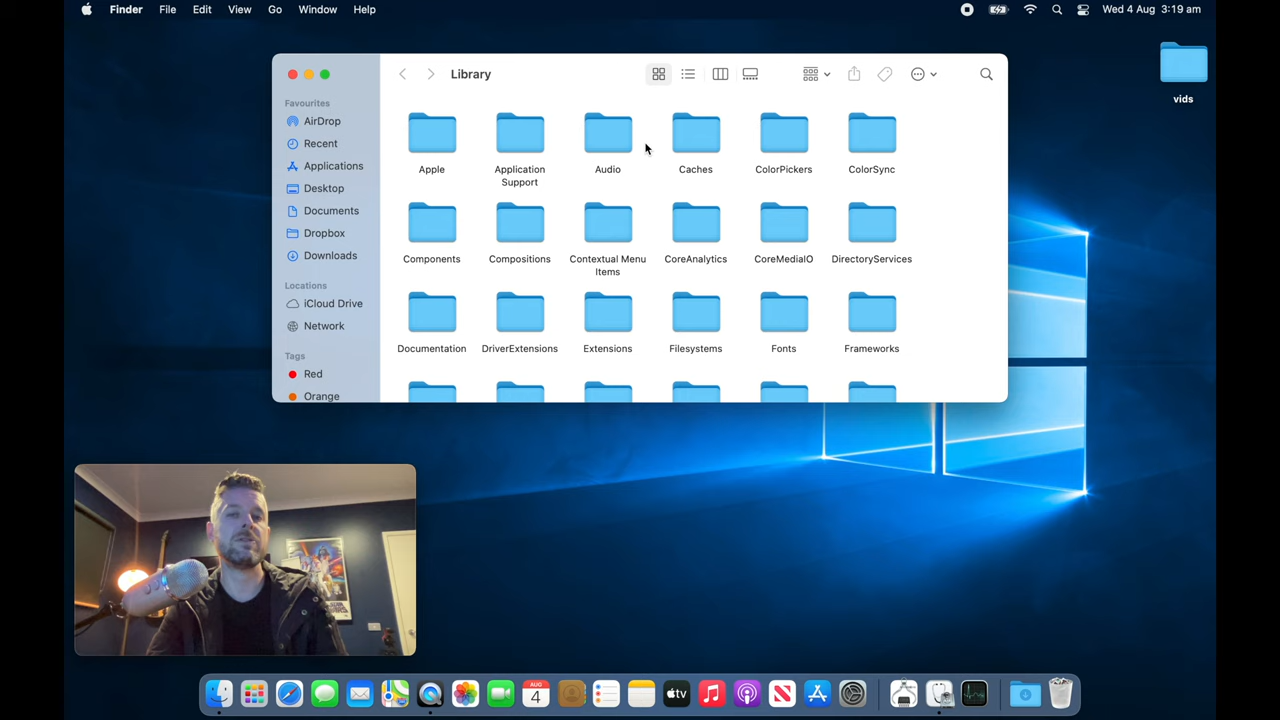 Finder File Edit View Go Window Help
Wed 4 Aug 3:19 am
vids
Library
Favourites
AirDrop
Recent
Applications
Desktop
Documents
Dropbox
Downloads
Locations
iCloud Drive
Network
Tags
Red
Orange
Apple
Application
Support
Audio
Caches
ColorPickers
ColorSync
Components
Compositions
Contextual Menu
Items
CoreAnalytics
CoreMediaIO
DirectoryServices
Documentation
DriverExtensions
Extensions
Filesystems
Fonts
Frameworks
AUG
4
tv